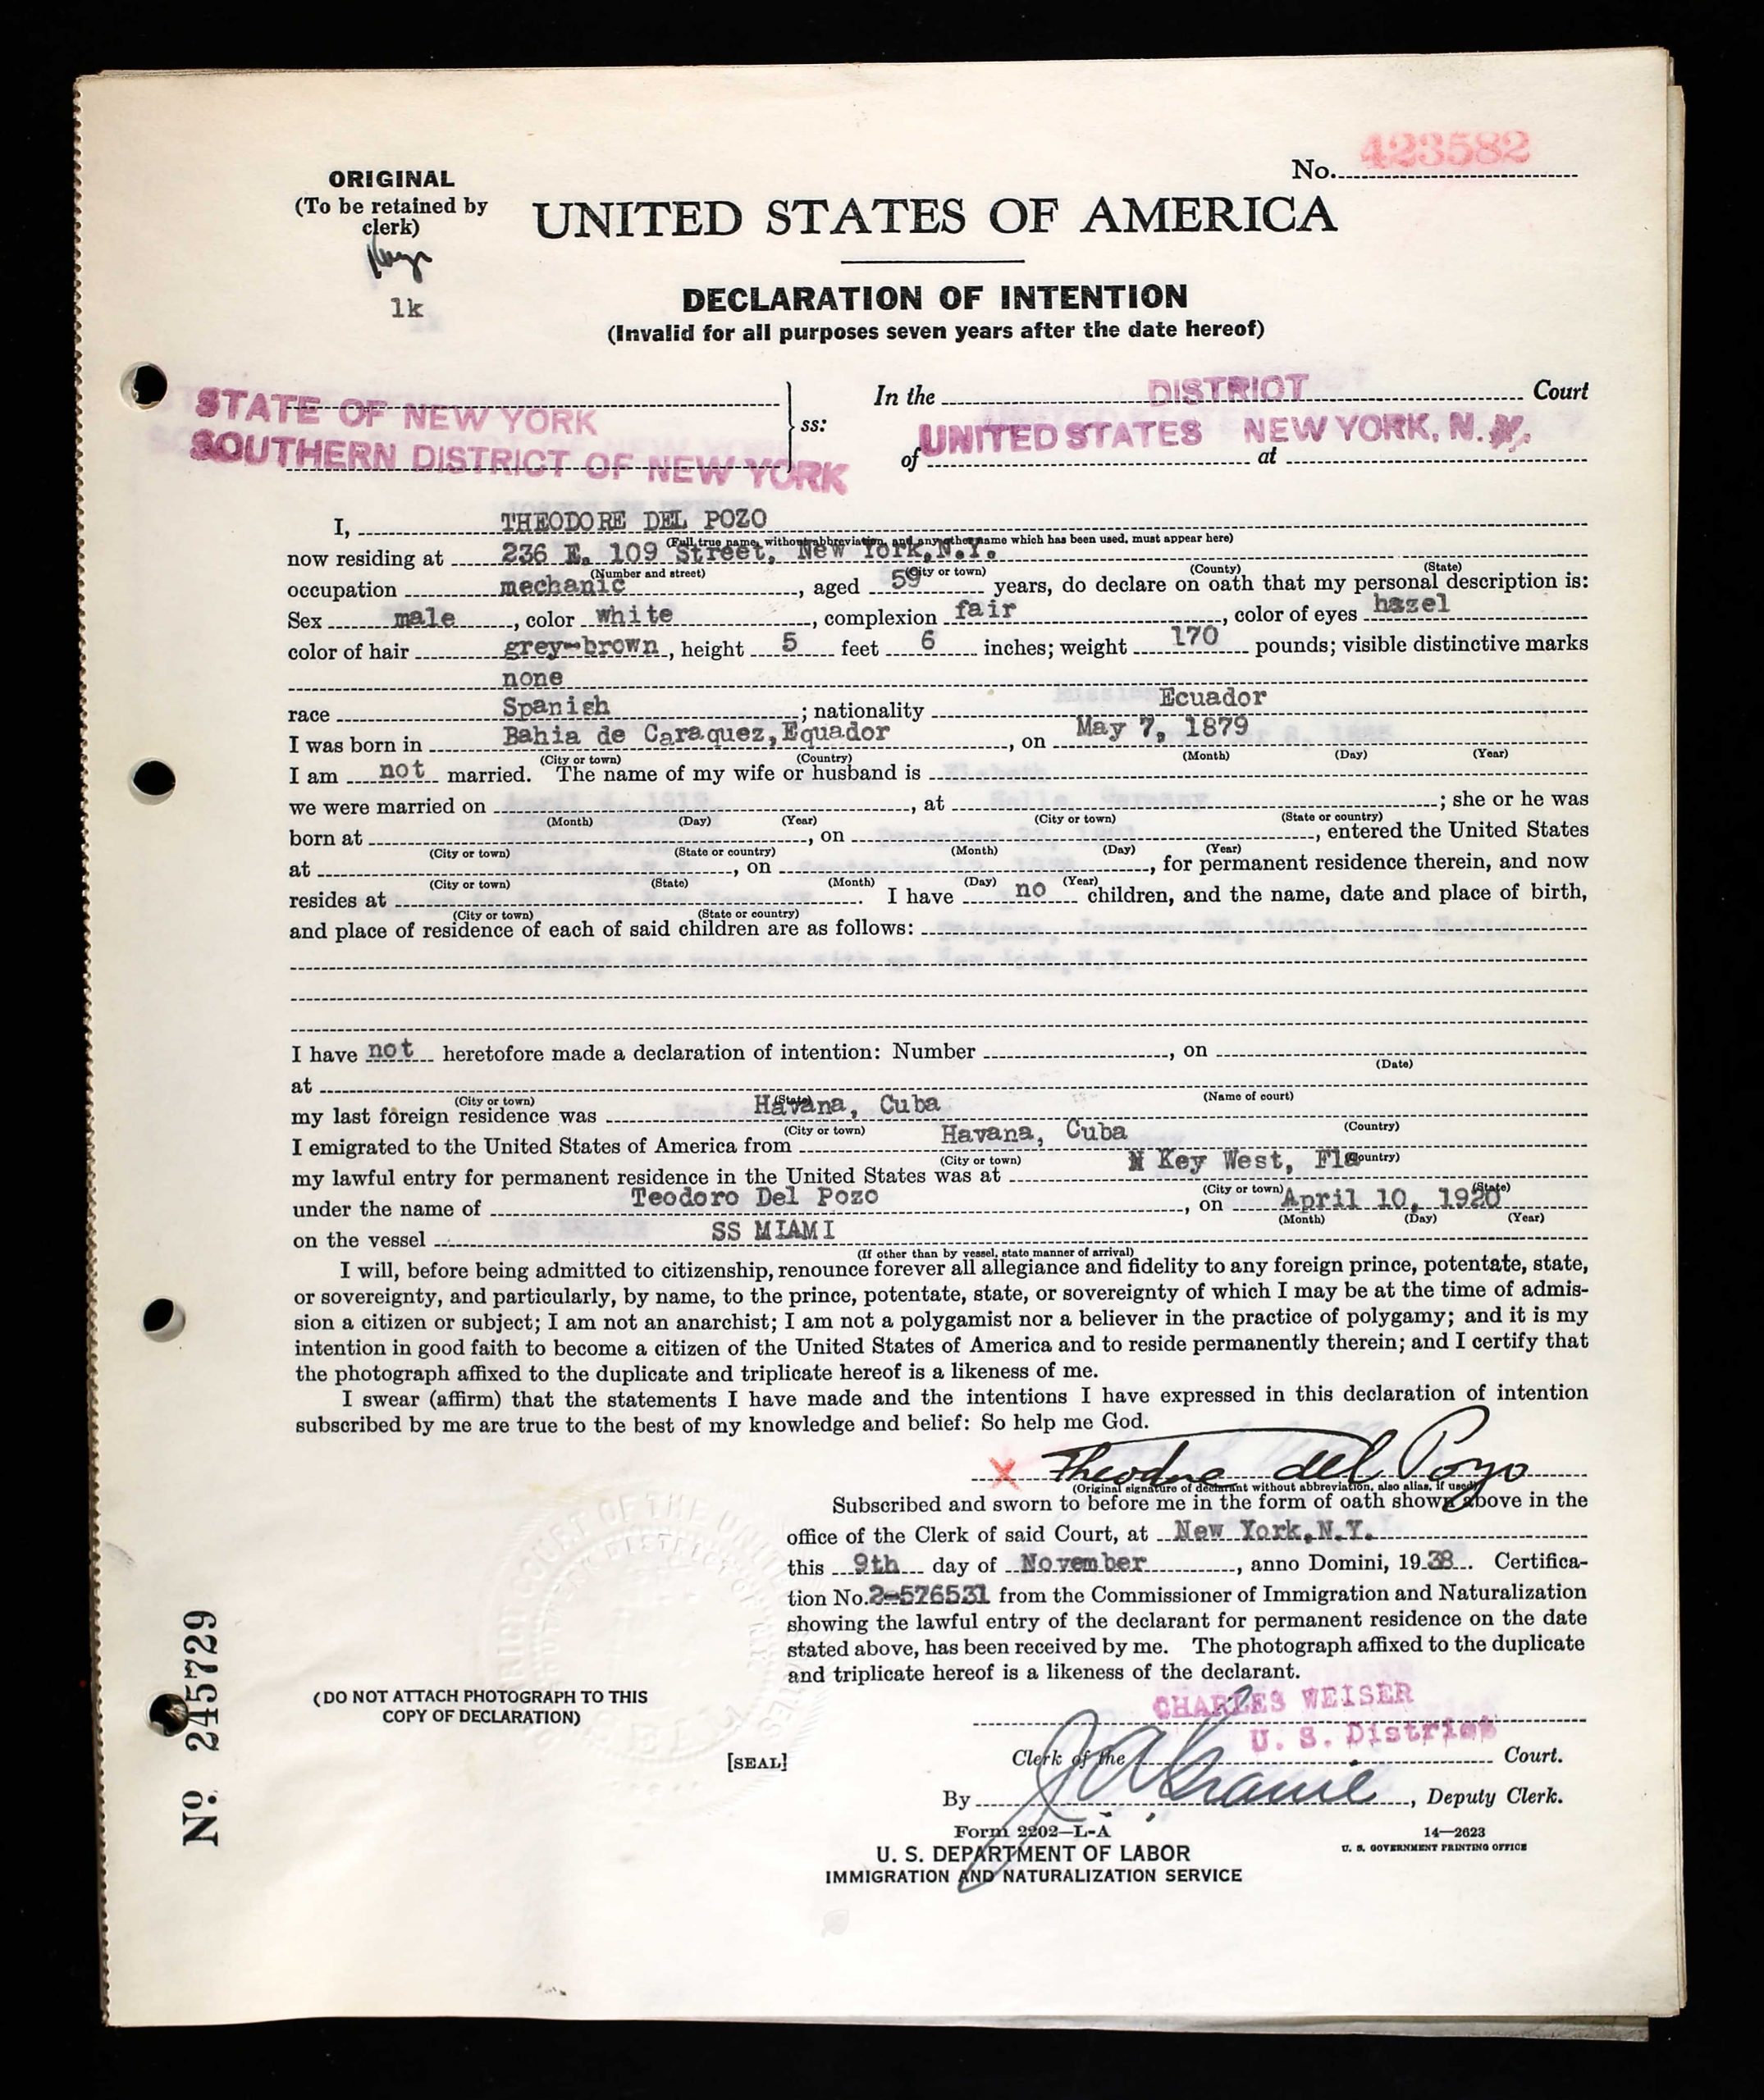 No. 423582
ORIGINAL
(To be retained by
clerk)
1k
UNITED STATES OF AMERICA
DECLARATION OF INTENTION
(Invalid for all purposes seven years after the date hereof)
STATE OF NEW YORK
SOUTHERN DISTRICT OF NEW YORK
ss:
In the DISTRICT Court
of UNITED STATES at NEW YORK, N.Y.
I, THEODORE DEL POZO
(Full true name, without abbreviation, and any other name which has been used, must appear here)
now residing at 236 E. 109 Street, New York,N.Y.
(Number and street) (City or town) (County) (State)
occupation mechanic, aged 59 years, do declare on oath that my personal description is:
Sex male, color white, complexion fair, color of eyes hazel
color of hair grey-brown, height 5 feet 6 inches; weight 170 pounds; visible distinctive marks
none
race Spanish; nationality Ecuador
I was born in Bahia de Caraquez,Equador, on May 7, 1879
(City or town) (Country) (Month) (Day) (Year)
I am not married. The name of my wife or husband is
we were married on , at ; she or he was
(Month) (Day) (Year) (City or town) (State or country)
born at , on , entered the United States
(City or town) (State or country) (Month) (Day) (Year)
at , on , for permanent residence therein, and now
(City or town) (State) (Month) (Day) (Year)
resides at . I have no children, and the name, date and place of birth,
(City or town) (State or country)
and place of residence of each of said children are as follows:
I have not heretofore made a declaration of intention: Number , on
(Date)
at
(City or town) (State) (Name of court)
my last foreign residence was Havana, Cuba
(City or town) (Country)
I emigrated to the United States of America from Havana, Cuba
(City or town) (Country)
my lawful entry for permanent residence in the United States was at Key West, Fla
(City or town) (State)
under the name of Teodoro Del Pozo, on April 10, 1920
(Month) (Day) (Year)
on the vessel SS MIAMI
(If other than by vessel, state manner of arrival)
I will, before being admitted to citizenship, renounce forever all allegiance and fidelity to any foreign prince, potentate, state,
or sovereignty, and particularly, by name, to the prince, potentate, state, or sovereignty of which I may be at the time of admis-
sion a citizen or subject; I am not an anarchist; I am not a polygamist nor a believer in the practice of polygamy; and it is my
intention in good faith to become a citizen of the United States of America and to reside permanently therein; and I certify that
the photograph affixed to the duplicate and triplicate hereof is a likeness of me.
I swear (affirm) that the statements I have made and the intentions I have expressed in this declaration of intention
subscribed by me are true to the best of my knowledge and belief: So help me God.
X Theodore del Pozo
(Original signature of declarant without abbreviation, also alias, if used)
Subscribed and sworn to before me in the form of oath shown above in the
office of the Clerk of said Court, at New York,N.Y.
this 9th day of November, anno Domini, 1938. Certifica-
tion No. 2-576531 from the Commissioner of Immigration and Naturalization
showing the lawful entry of the declarant for permanent residence on the date
stated above, has been received by me. The photograph affixed to the duplicate
and triplicate hereof is a likeness of the declarant.
CHARLES WEISER
U. S. District
Clerk of the Court.
By , Deputy Clerk.
(DO NOT ATTACH PHOTOGRAPH TO THIS
COPY OF DECLARATION)
[SEAL]
Form 2202—L-A
U. S. DEPARTMENT OF LABOR
IMMIGRATION AND NATURALIZATION SERVICE
14—2623
U. S. GOVERNMENT PRINTING OFFICE
No. 245729